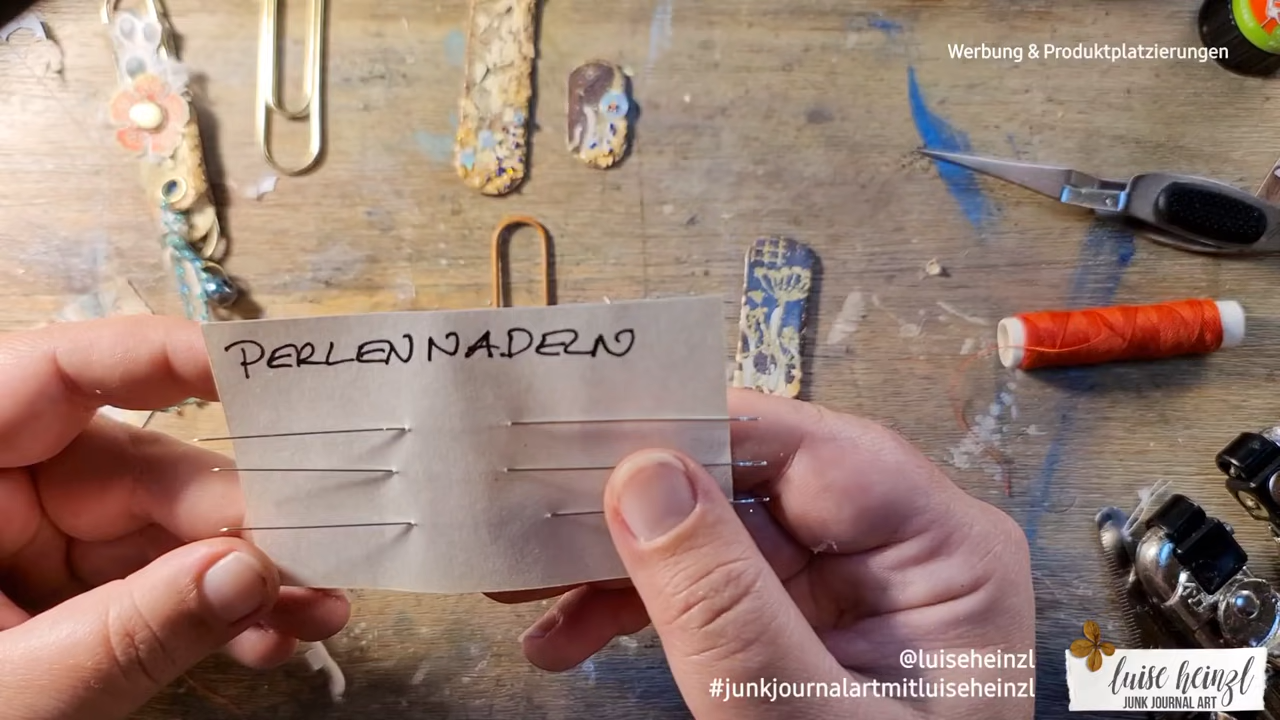 Werbung & Produktplatzierungen
PERLENNADELN
@luiseheinzl
#junkjournalartmitluiseheinzl
luise heinzl
JUNK JOURNAL ART